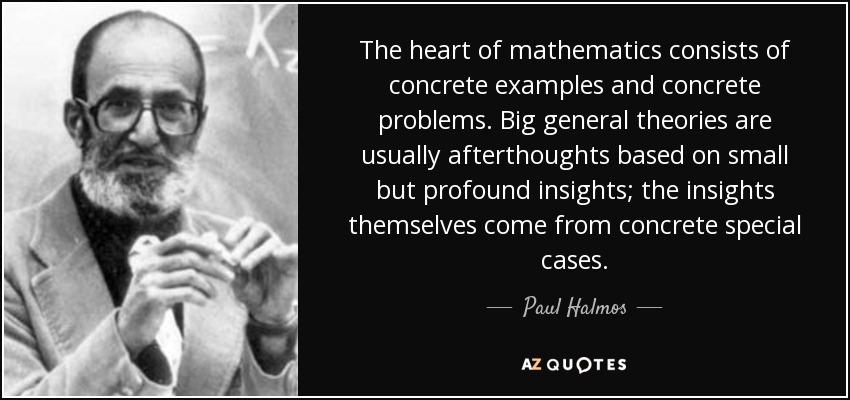 The heart of mathematics consists of
concrete examples and concrete
problems. Big general theories are
usually afterthoughts based on small
but profound insights; the insights
themselves come from concrete special
cases.
Paul Halmos
AZ QUOTES